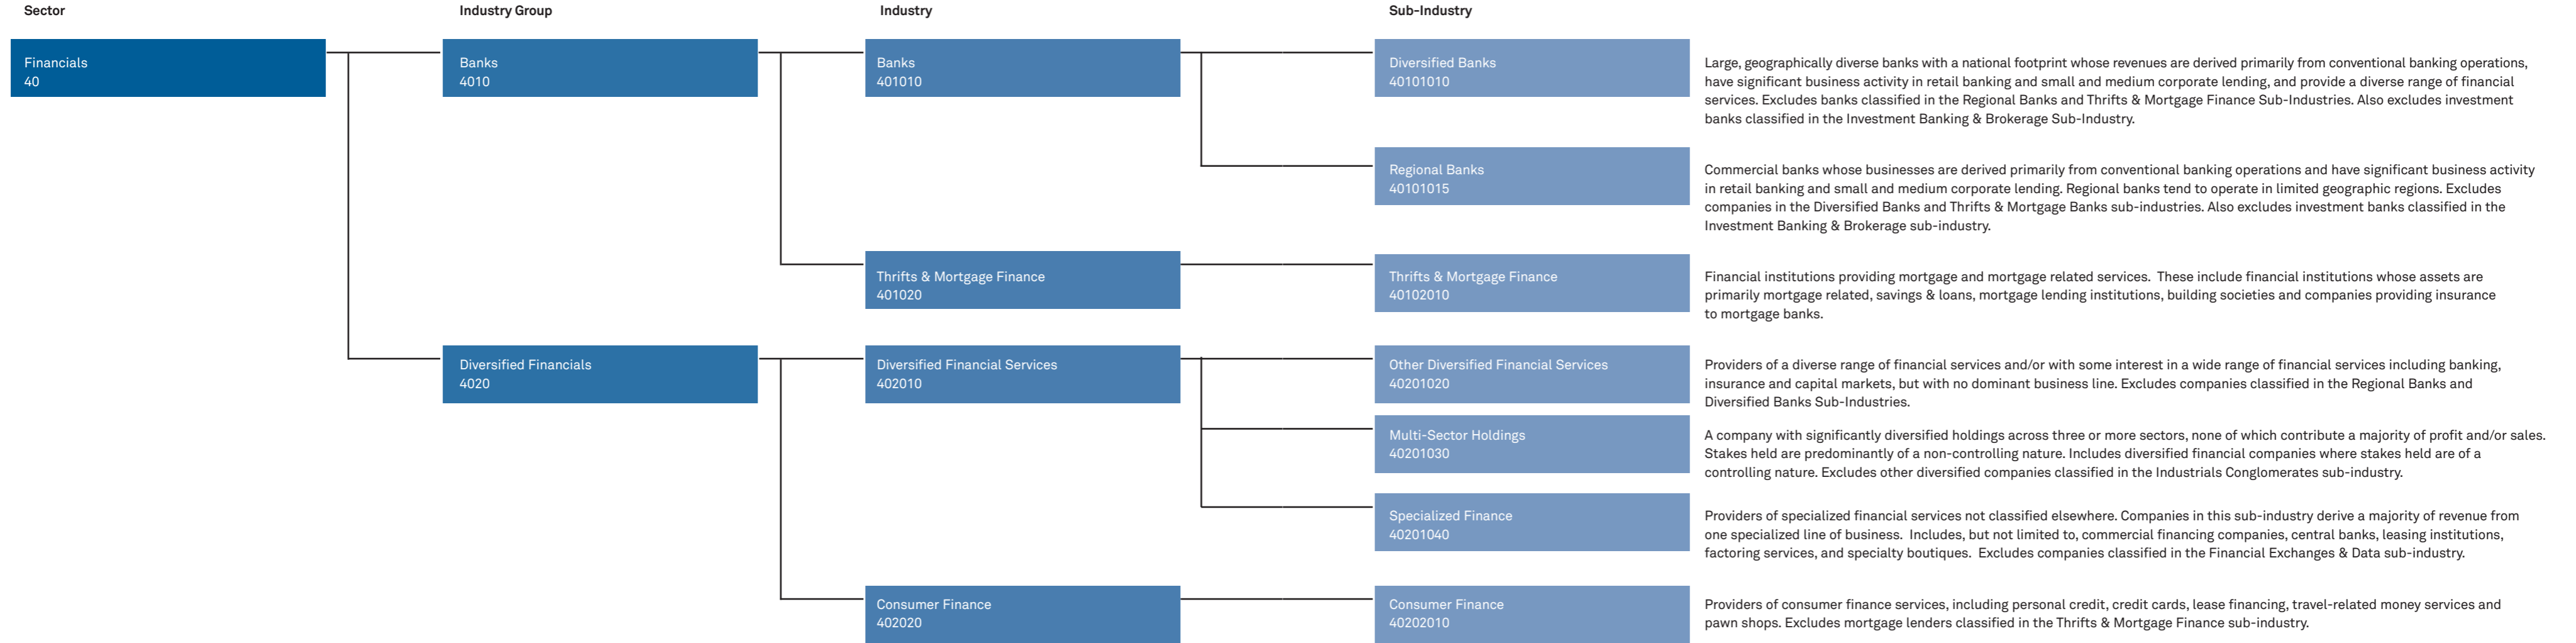 Sector
Industry Group
Industry
Sub-Industry
Financials
40
Banks
4010
Banks
401010
Diversified Banks
40101010
Large, geographically diverse banks with a national footprint whose revenues are derived primarily from conventional banking operations,
have significant business activity in retail banking and small and medium corporate lending, and provide a diverse range of financial
services. Excludes banks classified in the Regional Banks and Thrifts & Mortgage Finance Sub-Industries. Also excludes investment
banks classified in the Investment Banking & Brokerage Sub-Industry.
Regional Banks
40101015
Commercial banks whose businesses are derived primarily from conventional banking operations and have significant business activity
in retail banking and small and medium corporate lending. Regional banks tend to operate in limited geographic regions. Excludes
companies in the Diversified Banks and Thrifts & Mortgage Banks sub-industries. Also excludes investment banks classified in the
Investment Banking & Brokerage sub-industry.
Thrifts & Mortgage Finance
401020
Thrifts & Mortgage Finance
40102010
Financial institutions providing mortgage and mortgage related services.  These include financial institutions whose assets are
primarily mortgage related, savings & loans, mortgage lending institutions, building societies and companies providing insurance
to mortgage banks.
Diversified Financials
4020
Diversified Financial Services
402010
Other Diversified Financial Services
40201020
Providers of a diverse range of financial services and/or with some interest in a wide range of financial services including banking,
insurance and capital markets, but with no dominant business line. Excludes companies classified in the Regional Banks and
Diversified Banks Sub-Industries.
Multi-Sector Holdings
40201030
A company with significantly diversified holdings across three or more sectors, none of which contribute a majority of profit and/or sales.
Stakes held are predominantly of a non-controlling nature. Includes diversified financial companies where stakes held are of a
controlling nature. Excludes other diversified companies classified in the Industrials Conglomerates sub-industry.
Specialized Finance
40201040
Providers of specialized financial services not classified elsewhere. Companies in this sub-industry derive a majority of revenue from
one specialized line of business.  Includes, but not limited to, commercial financing companies, central banks, leasing institutions,
factoring services, and specialty boutiques.  Excludes companies classified in the Financial Exchanges & Data sub-industry.
Consumer Finance
402020
Consumer Finance
40202010
Providers of consumer finance services, including personal credit, credit cards, lease financing, travel-related money services and
pawn shops. Excludes mortgage lenders classified in the Thrifts & Mortgage Finance sub-industry.